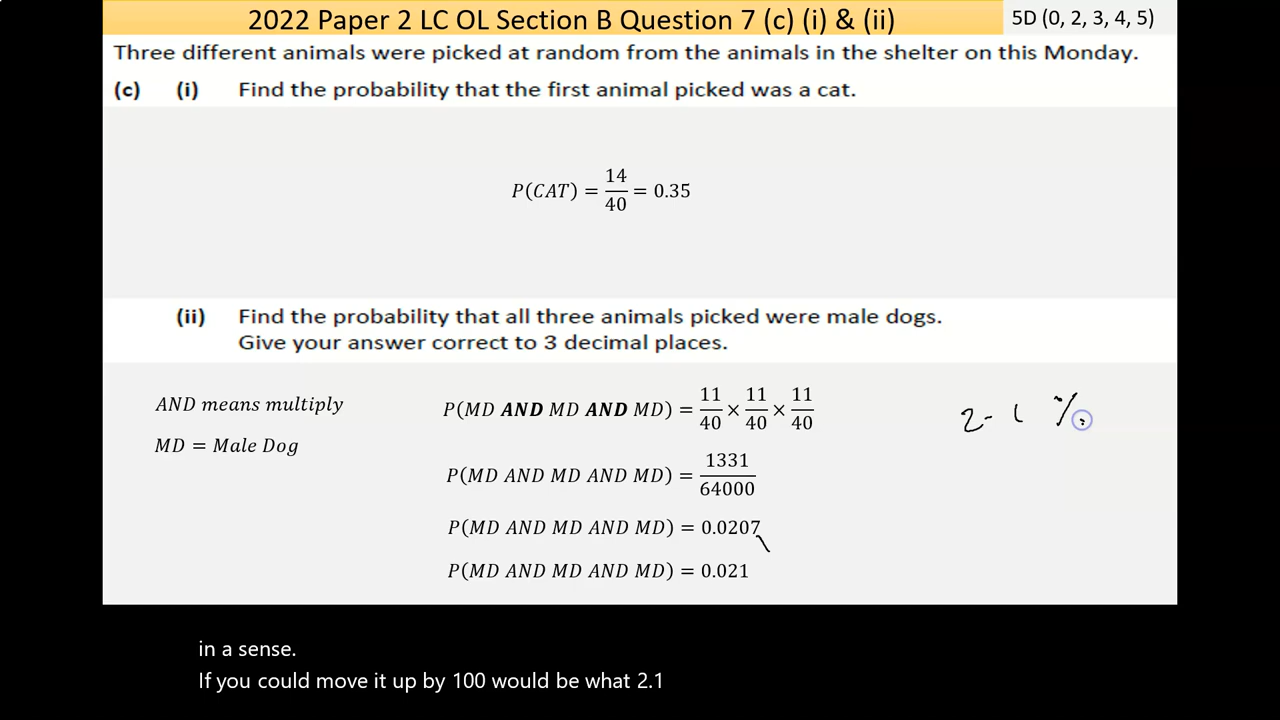 2022 Paper 2 LC OL Section B Question 7 (c) (i) & (ii)
5D (0, 2, 3, 4, 5)
Three different animals were picked at random from the animals in the shelter on this Monday.
(c) (i) Find the probability that the first animal picked was a cat.
P(CAT) = 14/40 = 0.35
(ii) Find the probability that all three animals picked were male dogs.
Give your answer correct to 3 decimal places.
AND means multiply
MD = Male Dog
P(MD AND MD AND MD) = 11/40 × 11/40 × 11/40
2-1 %
P(MD AND MD AND MD) = 1331/64000
P(MD AND MD AND MD) = 0.0207
P(MD AND MD AND MD) = 0.021
in a sense.
If you could move it up by 100 would be what 2.1